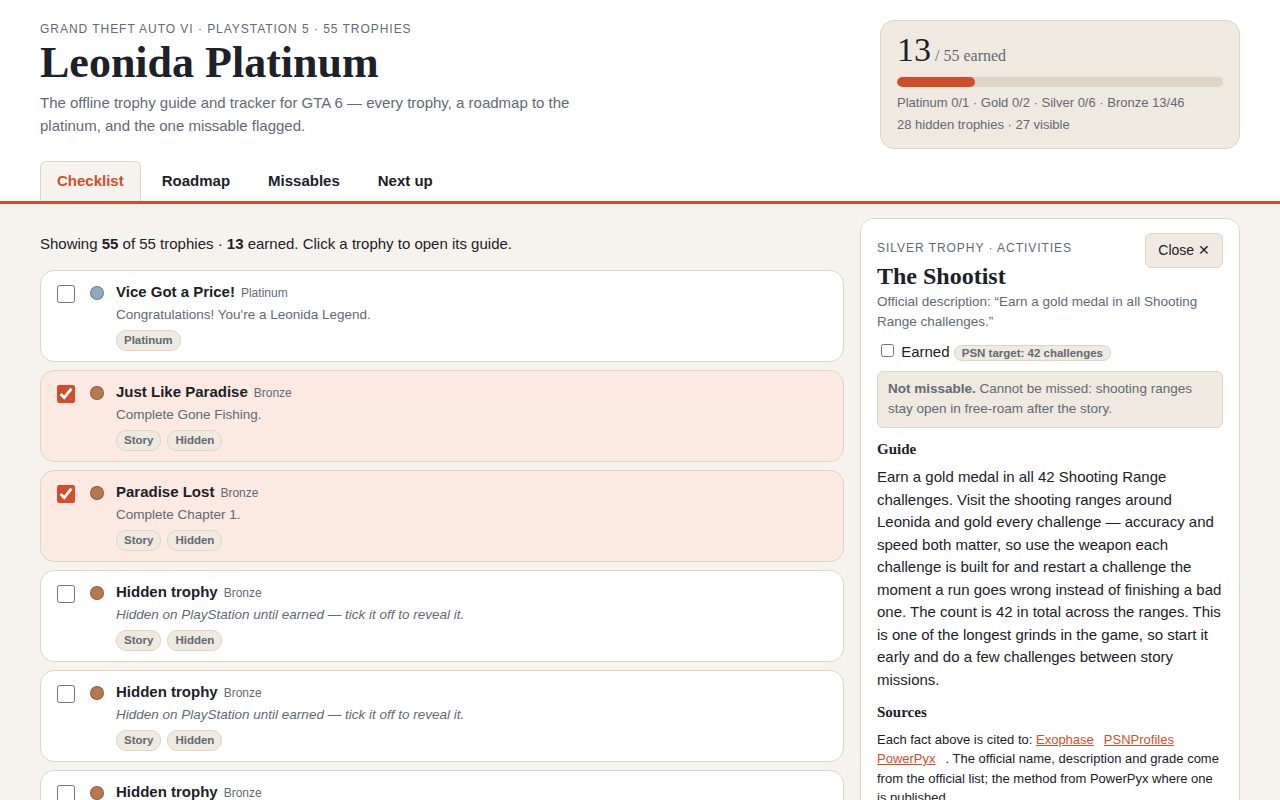 GRAND THEFT AUTO VI · PLAYSTATION 5 · 55 TROPHIES
Leonida Platinum
The offline trophy guide and tracker for GTA 6 — every trophy, a roadmap to the
platinum, and the one missable flagged.
13 / 55 earned
Platinum 0/1 · Gold 0/2 · Silver 0/6 · Bronze 13/46
28 hidden trophies · 27 visible
Checklist Roadmap Missables Next up
Showing 55 of 55 trophies · 13 earned. Click a trophy to open its guide.
Vice Got a Price! Platinum
Congratulations! You're a Leonida Legend.
Platinum
Just Like Paradise Bronze
Complete Gone Fishing.
Story Hidden
Paradise Lost Bronze
Complete Chapter 1.
Story Hidden
Hidden trophy Bronze
Hidden on PlayStation until earned — tick it off to reveal it.
Story Hidden
Hidden trophy Bronze
Hidden on PlayStation until earned — tick it off to reveal it.
Story Hidden
Hidden trophy Bronze
SILVER TROPHY · ACTIVITIES
Close ✕
The Shootist
Official description: “Earn a gold medal in all Shooting
Range challenges.”
Earned PSN target: 42 challenges
Not missable. Cannot be missed: shooting ranges
stay open in free-roam after the story.
Guide
Earn a gold medal in all 42 Shooting Range
challenges. Visit the shooting ranges around
Leonida and gold every challenge — accuracy and
speed both matter, so use the weapon each
challenge is built for and restart a challenge the
moment a run goes wrong instead of finishing a bad
one. The count is 42 in total across the ranges. This
is one of the longest grinds in the game, so start it
early and do a few challenges between story
missions.
Sources
Each fact above is cited to: Exophase PSNProfiles
PowerPyx . The official name, description and grade come
from the official list; the method from PowerPyx where one
is published.